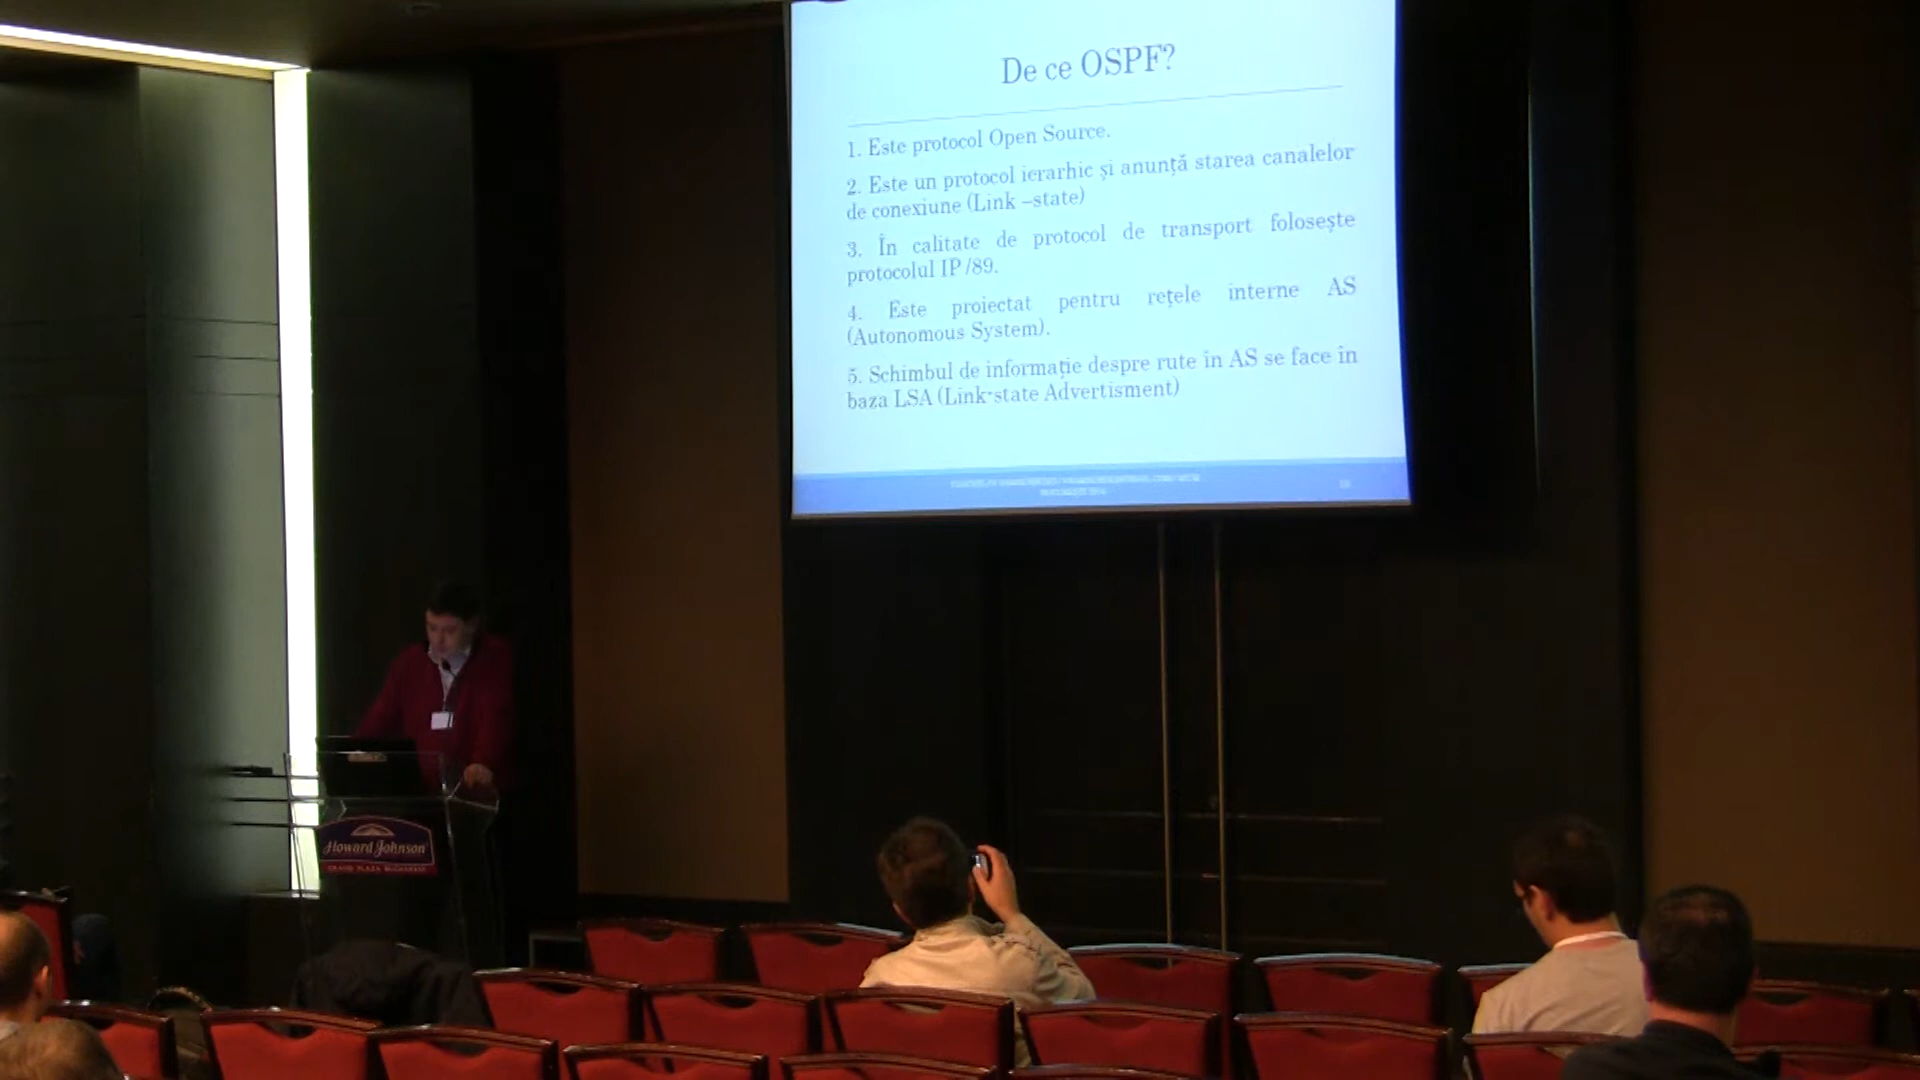 De ce OSPF?
1. Este protocol Open Source.
2. Este un protocol ierarhic și anunță starea canalelor
de conexiune (Link –state)
3. În calitate de protocol de transport folosește
protocolul IP /89.
4. Este proiectat pentru rețele interne AS
(Autonomous System).
5. Schimbul de informație despre rute în AS se face în
baza LSA (Link-state Advertisment)
Howard Johnson
GRAND PLAZA BUCHAREST